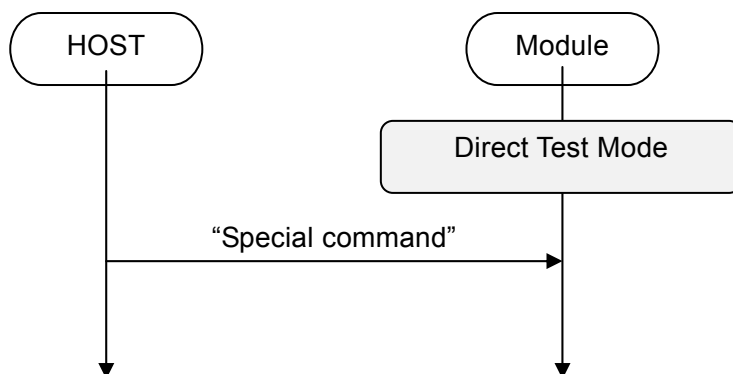 HOST
Module
Direct Test Mode
“Special command”